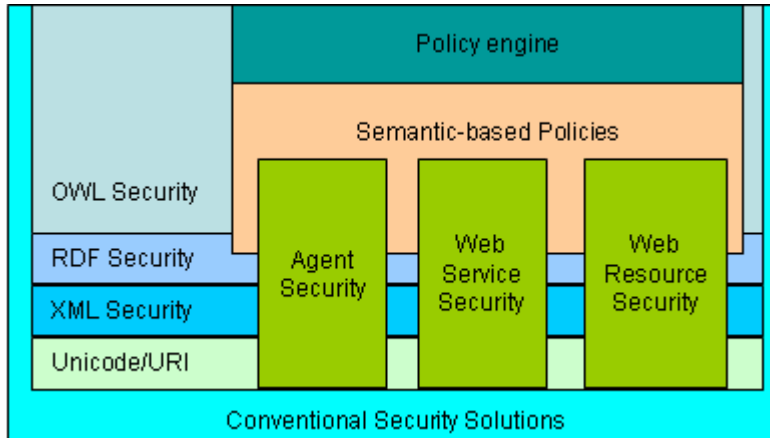 Policy engine
Semantic-based Policies
OWL Security
RDF Security
XML Security
Unicode/URI
Agent
Security
Web
Service
Security
Web
Resource
Security
Conventional Security Solutions